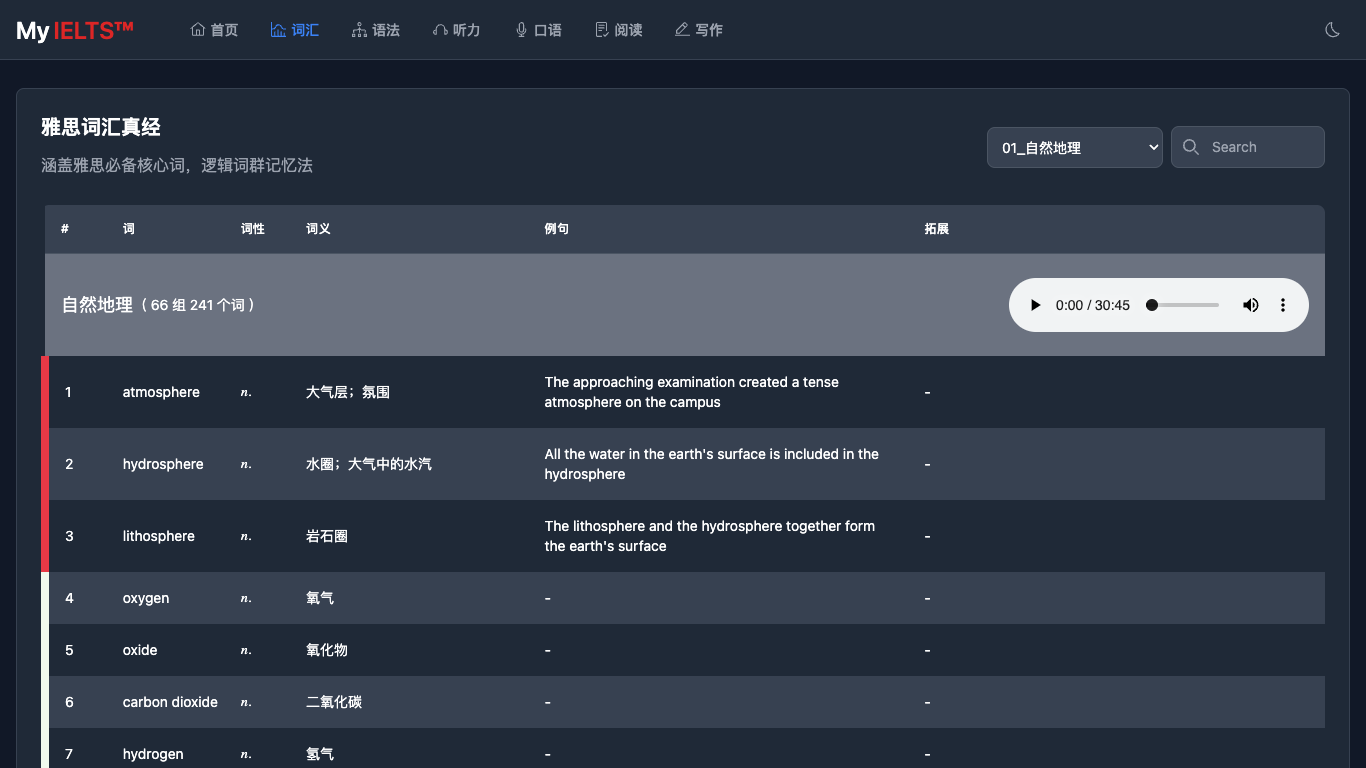 My IELTS™ 首页 词汇 语法 听力 口语 阅读 写作
雅思词汇真经
涵盖雅思必备核心词，逻辑词群记忆法
01_自然地理 Search
# 词 词性 词义 例句 拓展
自然地理（ 66 组 241 个词 ） 0:00 / 30:45
1 atmosphere n. 大气层；氛围 The approaching examination created a tense
atmosphere on the campus -
2 hydrosphere n. 水圈；大气中的水汽 All the water in the earth's surface is included in the
hydrosphere -
3 lithosphere n. 岩石圈 The lithosphere and the hydrosphere together form
the earth's surface -
4 oxygen n. 氧气 - -
5 oxide n. 氧化物 - -
6 carbon dioxide n. 二氧化碳 - -
7 hydrogen n. 氢气 - -